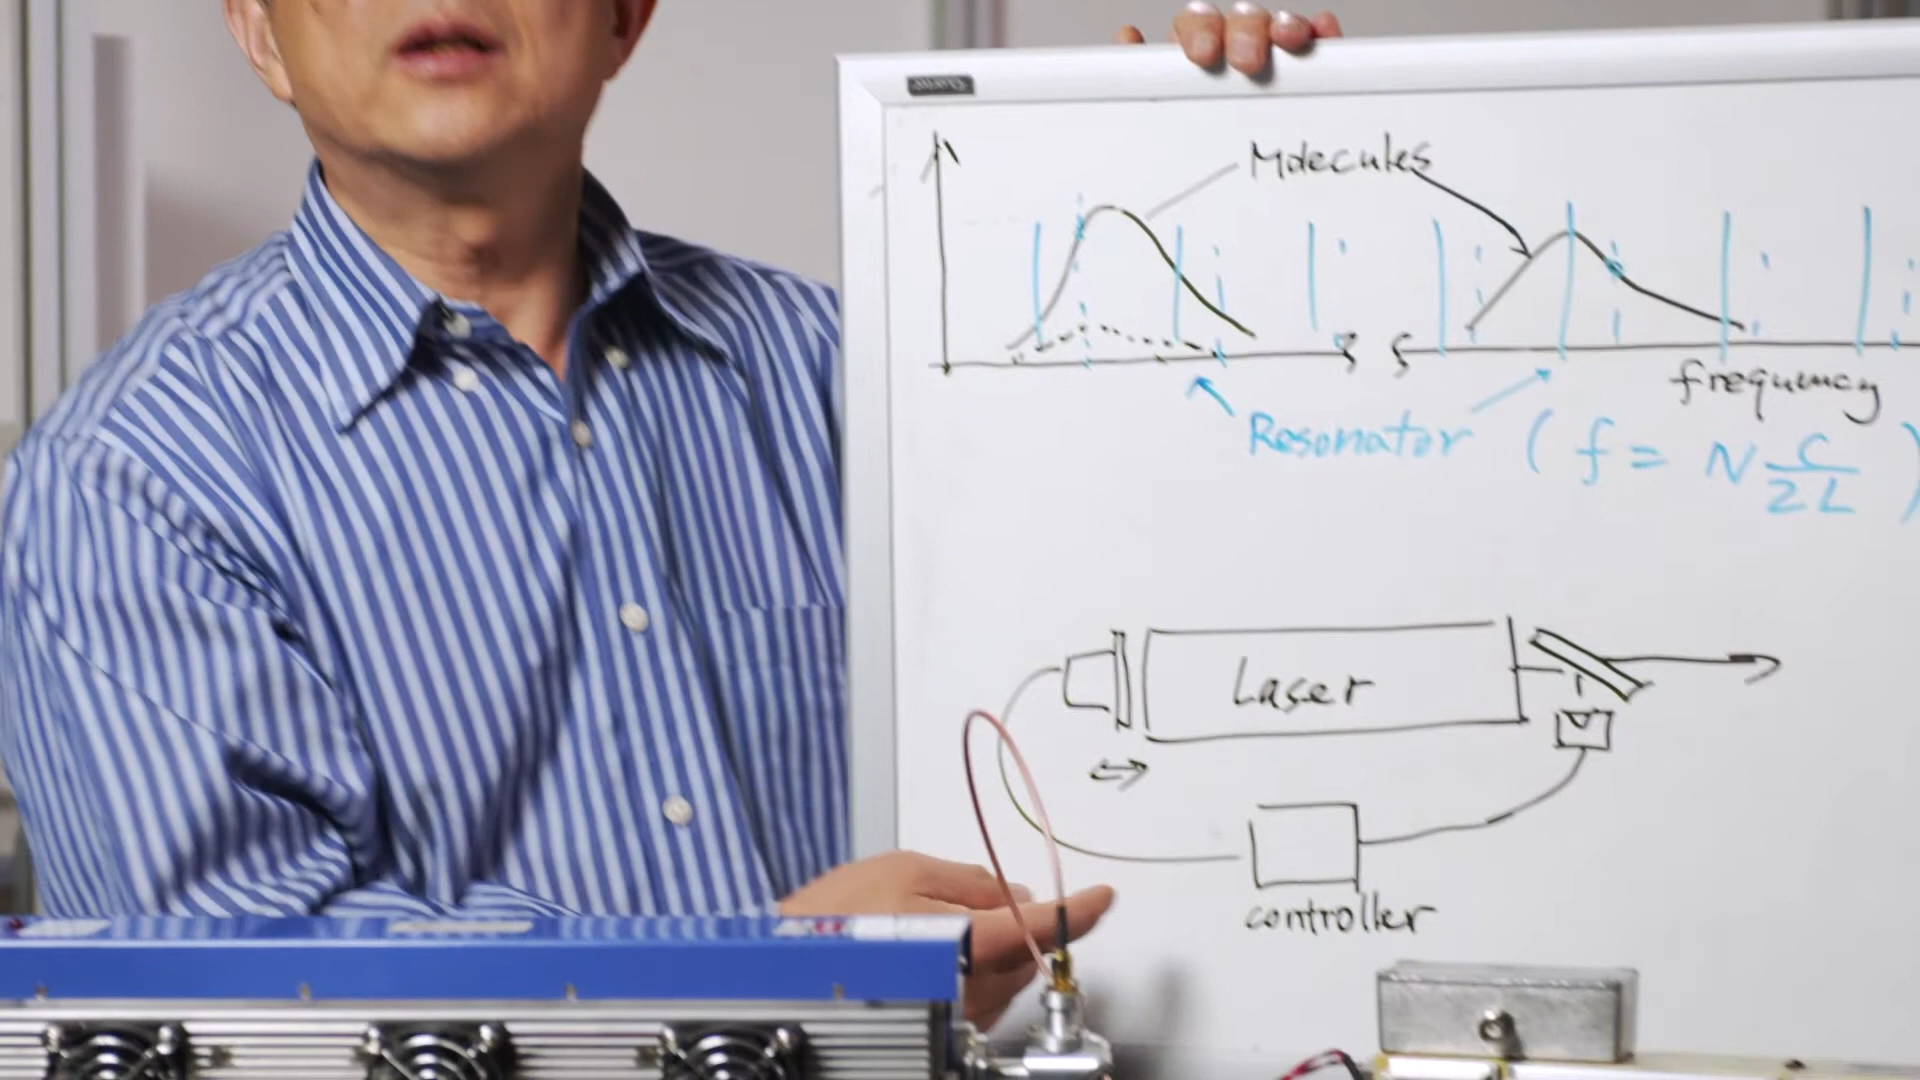 Molecules
frequency
Resonator ( f = N c/2L )
Laser
controller